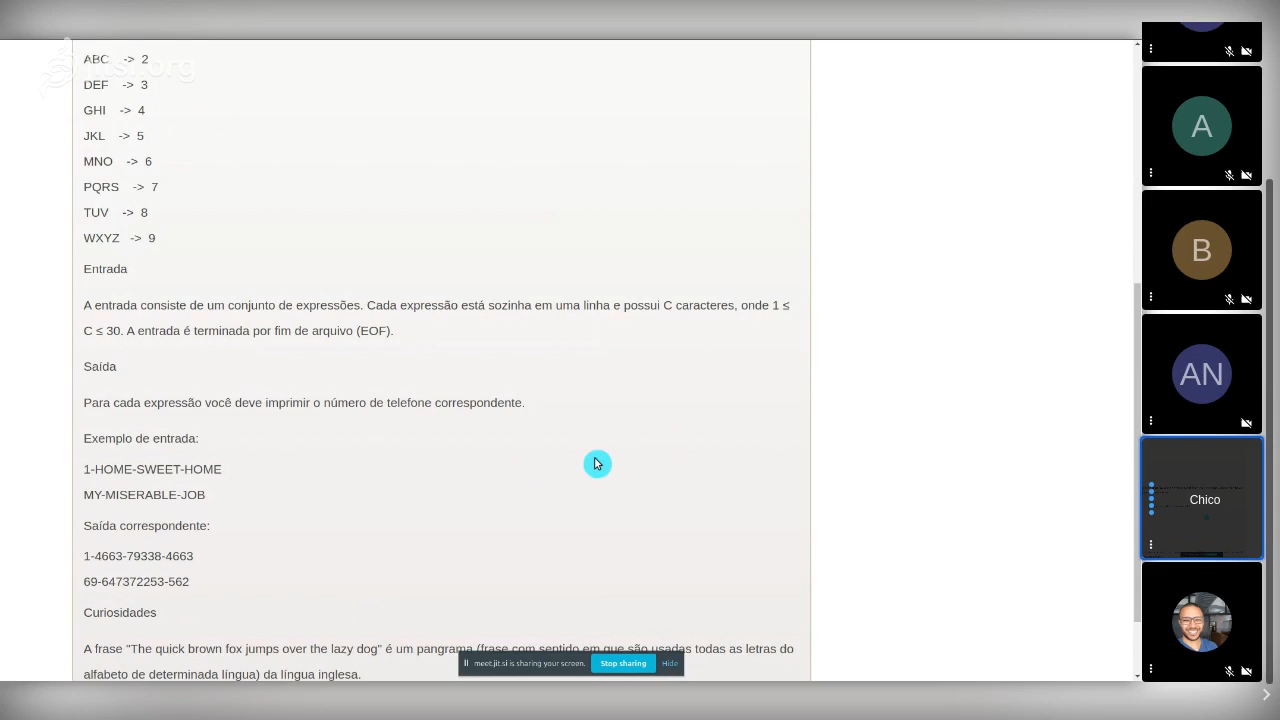 ABC -> 2
DEF -> 3
GHI -> 4
JKL -> 5
MNO -> 6
PQRS -> 7
TUV -> 8
WXYZ -> 9
Entrada
A entrada consiste de um conjunto de expressões. Cada expressão está sozinha em uma linha e possui C caracteres, onde 1 ≤
C ≤ 30. A entrada é terminada por fim de arquivo (EOF).
Saída
Para cada expressão você deve imprimir o número de telefone correspondente.
Exemplo de entrada:
1-HOME-SWEET-HOME
MY-MISERABLE-JOB
Saída correspondente:
1-4663-79338-4663
69-647372253-562
Curiosidades
A frase "The quick brown fox jumps over the lazy dog" é um pangrama (frase com sentido em que são usadas todas as letras do
alfabeto de determinada língua) da língua inglesa.
meet.jit.si is sharing your screen. Stop sharing Hide
A
B
AN
Chico